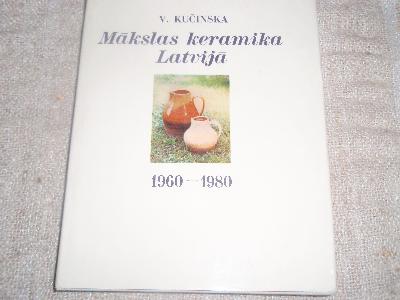 V. KUČINSKA
Mākslas keramika
Latvijā
1960—1980